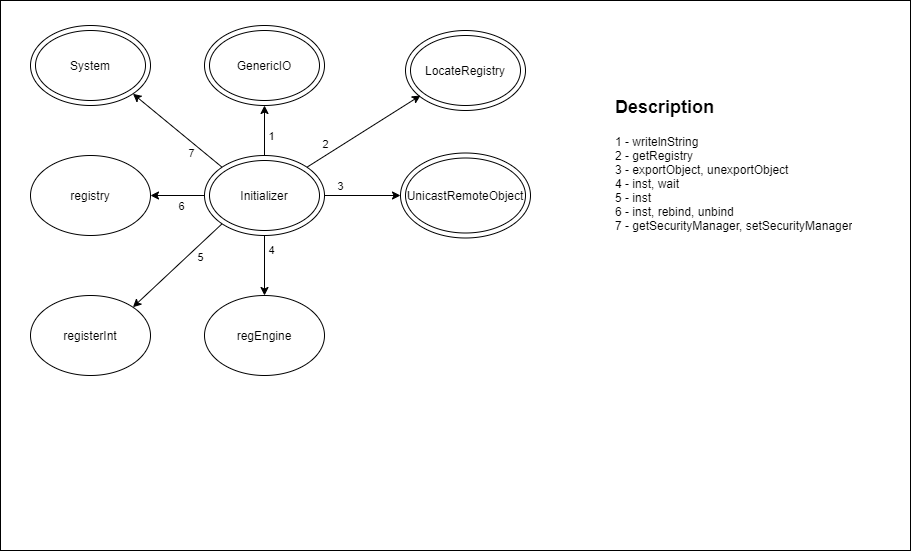 System
GenericIO
LocateRegistry
1
2
7
registry
Initializer
3
UnicastRemoteObject
6
5
4
registerInt
regEngine
Description
1 - writeInString
2 - getRegistry
3 - exportObject, unexportObject
4 - inst, wait
5 - inst
6 - inst, rebind, unbind
7 - getSecurityManager, setSecurityManager